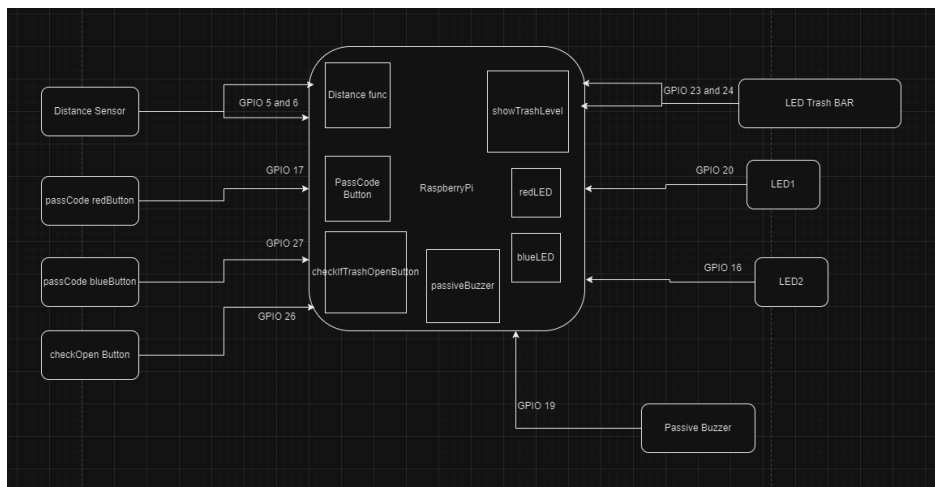 Distance Sensor
GPIO 5 and 6
Distance func
showTrashLevel
GPIO 23 and 24
LED Trash BAR
passCode redButton
GPIO 17
PassCode
Button
RaspberryPi
redLED
GPIO 20
LED1
passCode blueButton
GPIO 27
checkIfTrashOpenButton
passiveBuzzer
blueLED
GPIO 16
LED2
checkOpen Button
GPIO 26
GPIO 19
Passive Buzzer